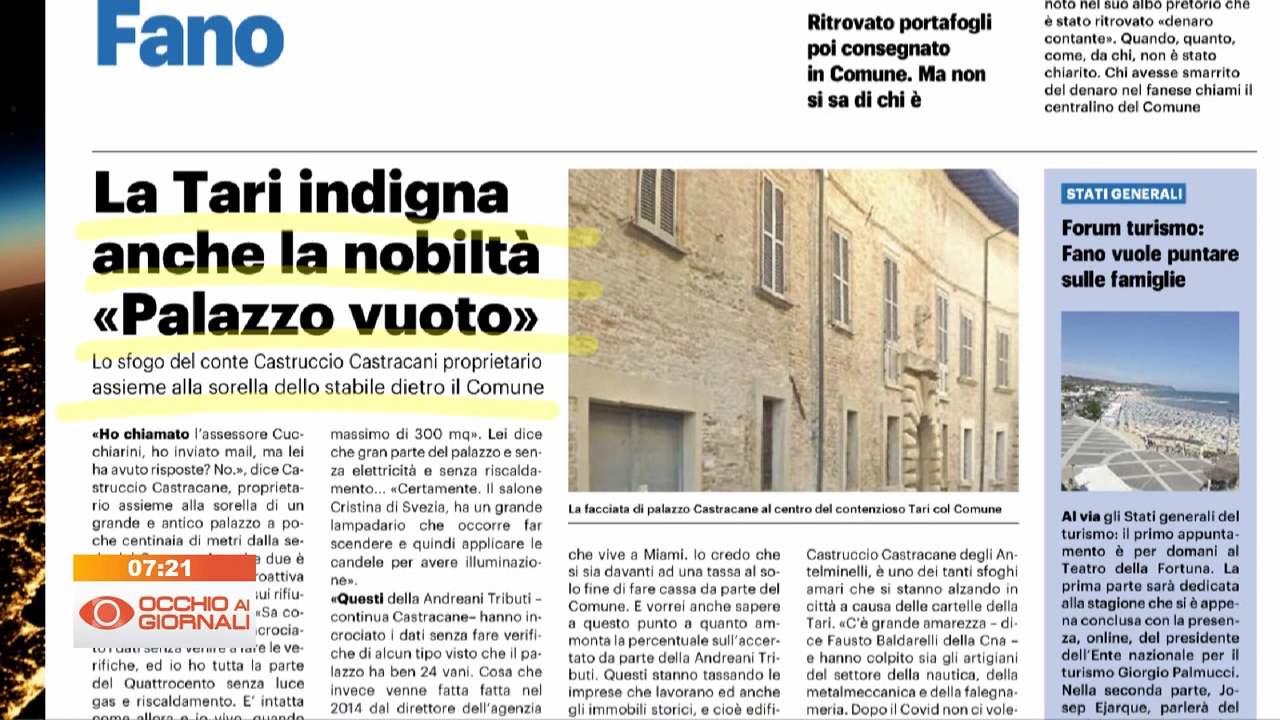 Fano
Ritrovato portafogli
poi consegnato
in Comune. Ma non
si sa di chi è
noto nel suo albo pretorio che
è stato ritrovato «denaro
contante». Quando, quanto,
come, da chi, non è stato
chiarito. Chi avesse smarrito
del denaro nel fanese chiami il
centralino del Comune
La Tari indigna
anche la nobiltà
«Palazzo vuoto»
Lo sfogo del conte Castruccio Castracani proprietario
assieme alla sorella dello stabile dietro il Comune
«Ho chiamato l'assessore Cuc-
chiarini, ho inviato mail, ma lei
ha avuto risposte? No.», dice Ca-
struccio Castracane, proprieta-
rio assieme alla sorella di un
grande e antico palazzo a po-
che centinaia di metri dalla se-
due è
roattiva
sui rifiu-
«Sa co-
ncrocia-
to i dati senza venire a fare le ve-
rifiche, ed io ho tutta la parte
del Quattrocento senza luce
gas e riscaldamento. E' intatta
come allora e io vivo, quando
massimo di 300 mq». Lei dice
che gran parte del palazzo e sen-
za elettricità e senza riscalda-
mento... «Certamente. Il salone
Cristina di Svezia, ha un grande
lampadario che occorre far
scendere e quindi applicare le
candele per avere illuminazio-
ne».
«Questi della Andreani Tributi –
continua Castracane– hanno in-
crociato i dati senza fare verifi-
che di alcun tipo visto che il pa-
lazzo ha ben 24 vani. Cosa che
invece venne fatta fatta nel
2014 dal direttore dell'agenzia
La facciata di palazzo Castracane al centro del contenzioso Tari col Comune
che vive a Miami. Io credo che
si sia davanti ad una tassa al so-
lo fine di fare cassa da parte del
Comune. E vorrei anche sapere
a questo punto a quanto am-
monta la percentuale sull'accer-
tato da parte della Andreani Tri-
buti. Questi stanno tassando le
imprese che lavorano ed anche
gli immobili storici, e cioè edifi-
Castruccio Castracane degli An-
telminelli, è uno dei tanti sfoghi
amari che si stanno alzando in
città a causa delle cartelle della
Tari. «C'è grande amarezza – di-
ce Fausto Baldarelli della Cna –
e hanno colpito sia gli artigiani
del settore della nautica, della
metalmeccanica e della falegna-
meria. Dopo il Covid non ci vole-
STATI GENERALI
Forum turismo:
Fano vuole puntare
sulle famiglie
Al via gli Stati generali del
turismo: il primo appunta-
mento è per domani al
Teatro della Fortuna. La
prima parte sarà dedicata
alla stagione che si è appe-
na conclusa con la presen-
za, online, del presidente
dell'Ente nazionale per il
turismo Giorgio Palmucci.
Nella seconda parte, Jo-
sep Ejarque, parlerà del
07:21
OCCHIO AI
GIORNALI